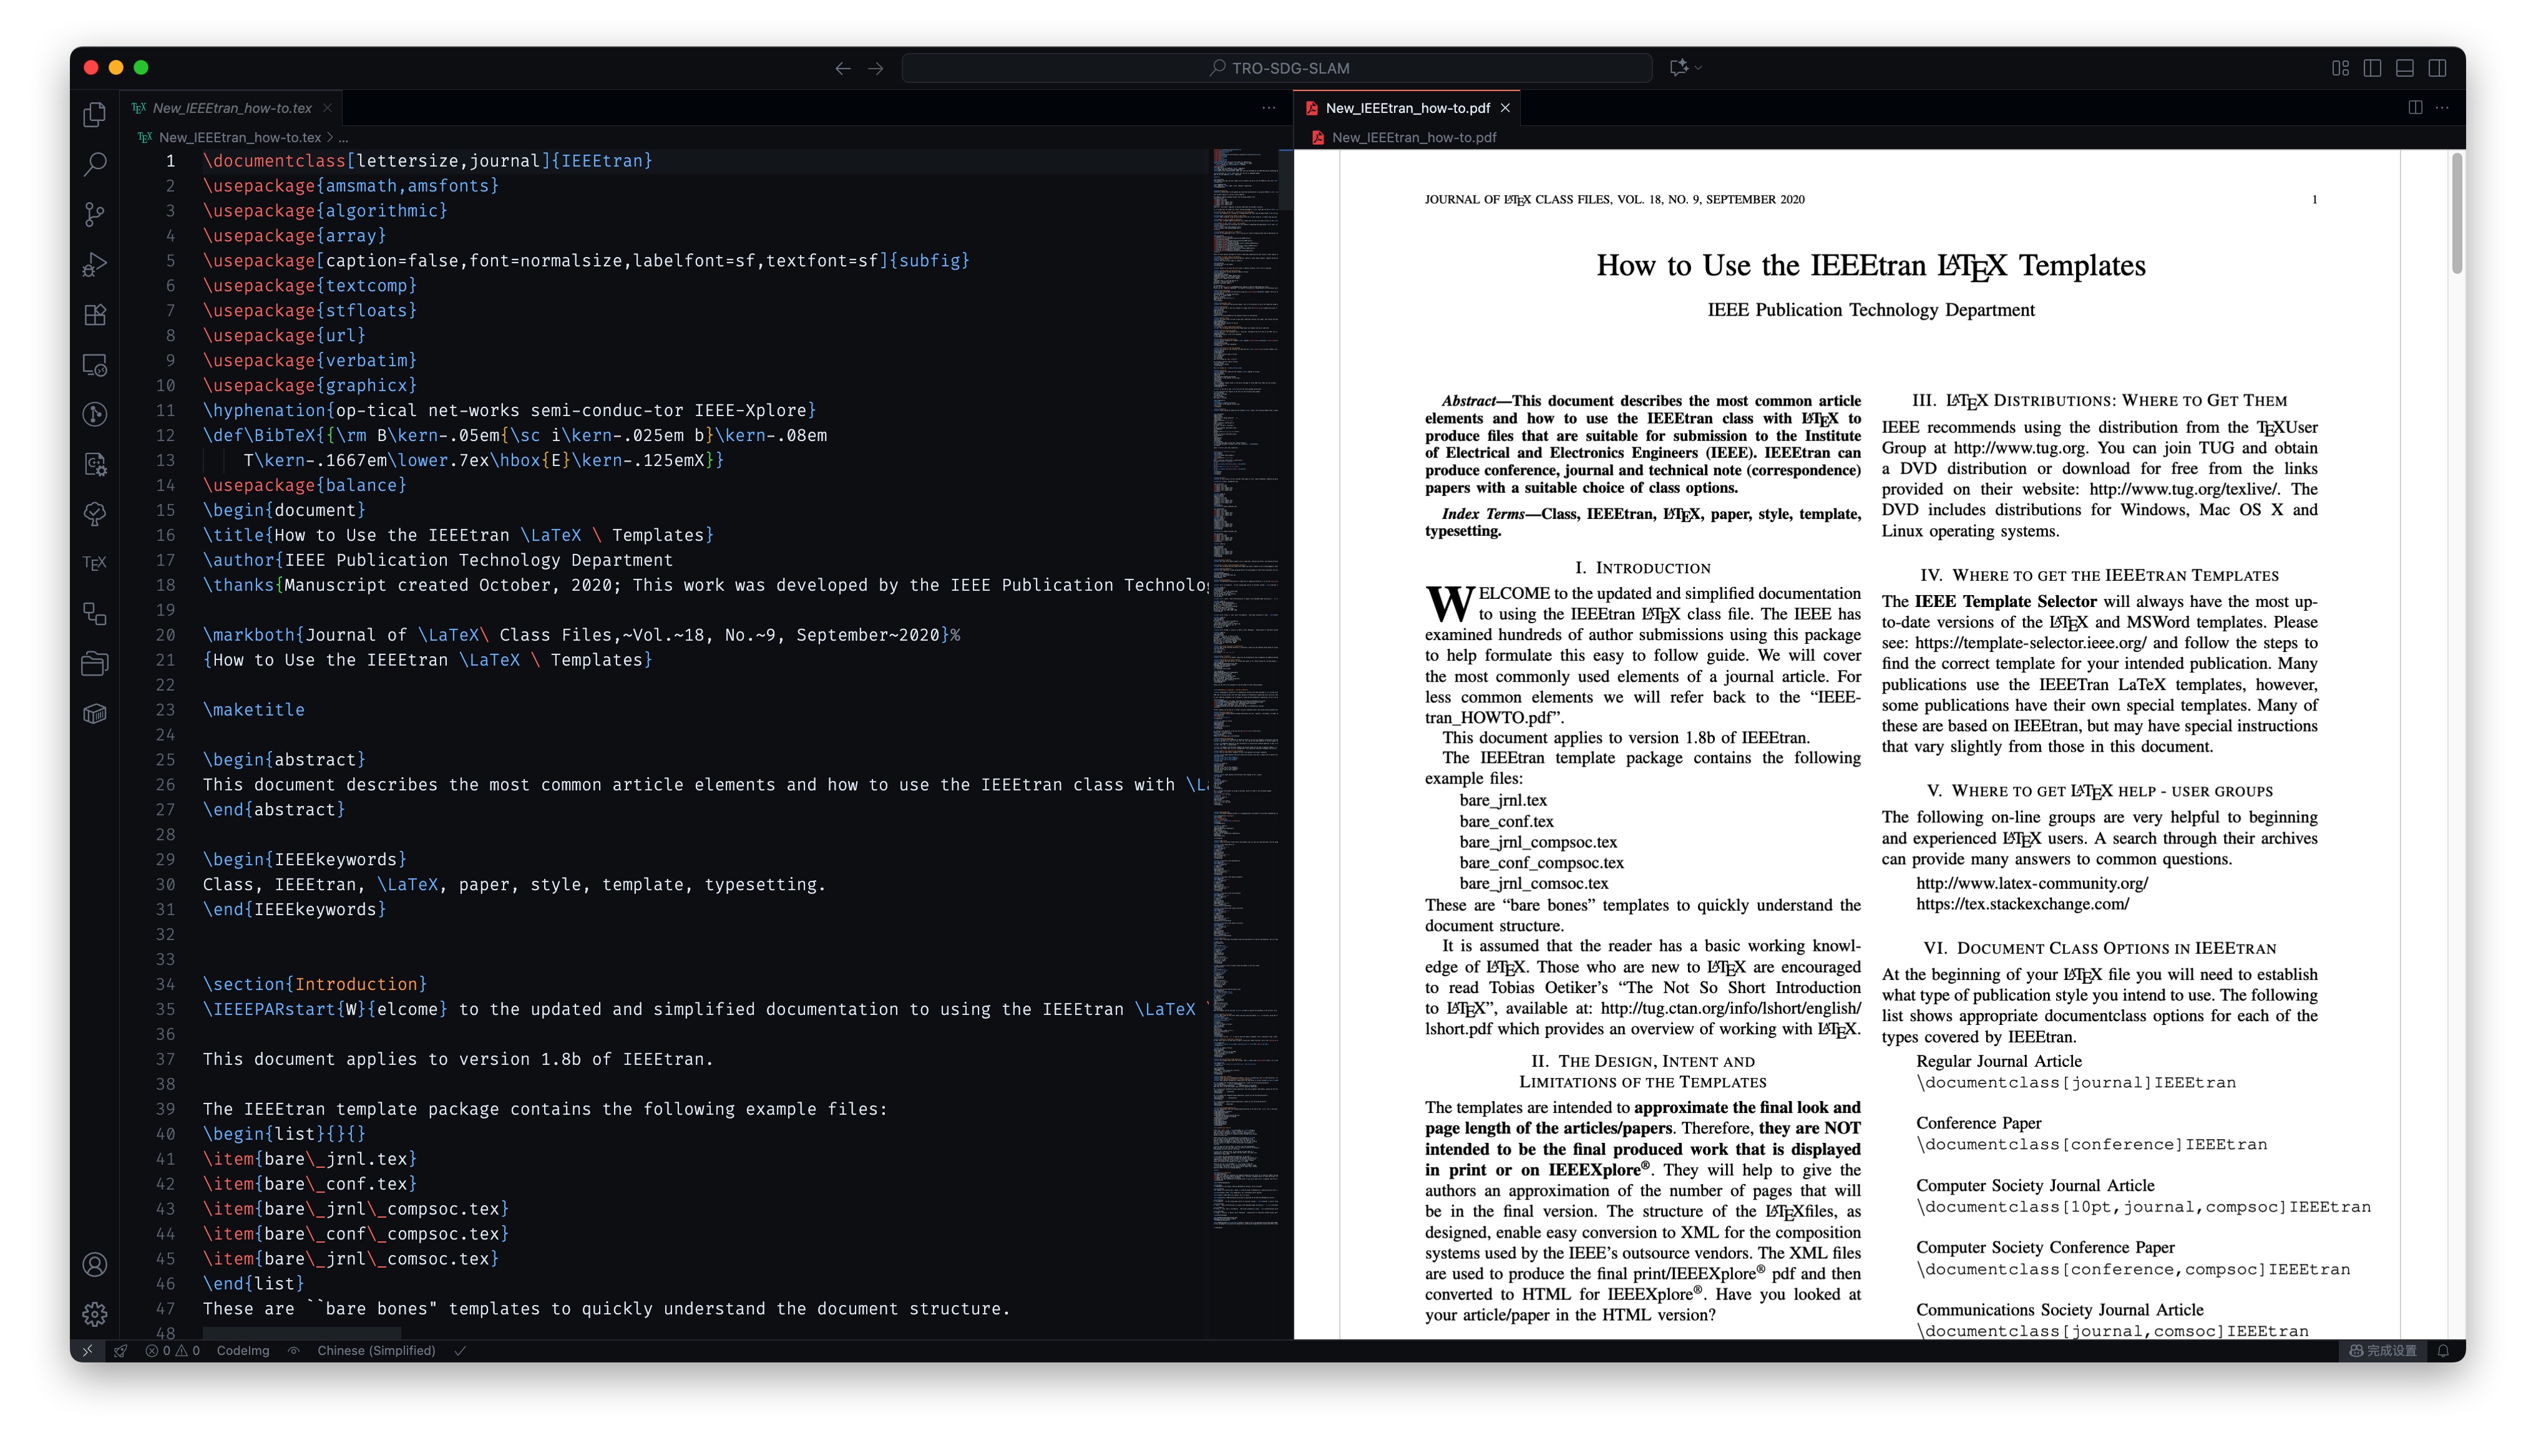 TRO-SDG-SLAM
TEX New_IEEEtran_how-to.tex
TEX New_IEEEtran_how-to.tex > ...
1 \documentclass[lettersize,journal]{IEEEtran}
2 \usepackage{amsmath,amsfonts}
3 \usepackage{algorithmic}
4 \usepackage{array}
5 \usepackage[caption=false,font=normalsize,labelfont=sf,textfont=sf]{subfig}
6 \usepackage{textcomp}
7 \usepackage{stfloats}
8 \usepackage{url}
9 \usepackage{verbatim}
10 \usepackage{graphicx}
11 \hyphenation{op-tical net-works semi-conduc-tor IEEE-Xplore}
12 \def\BibTeX{{\rm B\kern-.05em{\sc i\kern-.025em b}\kern-.08em
13 T\kern-.1667em\lower.7ex\hbox{E}\kern-.125emX}}
14 \usepackage{balance}
15 \begin{document}
16 \title{How to Use the IEEEtran \LaTeX \ Templates}
17 \author{IEEE Publication Technology Department
18 \thanks{Manuscript created October, 2020; This work was developed by the IEEE Publication Technolo
19
20 \markboth{Journal of \LaTeX\ Class Files,~Vol.~18, No.~9, September~2020}%
21 {How to Use the IEEEtran \LaTeX \ Templates}
22
23 \maketitle
24
25 \begin{abstract}
26 This document describes the most common article elements and how to use the IEEEtran class with \L
27 \end{abstract}
28
29 \begin{IEEEkeywords}
30 Class, IEEEtran, \LaTeX, paper, style, template, typesetting.
31 \end{IEEEkeywords}
32
33
34 \section{Introduction}
35 \IEEEPARstart{W}{elcome} to the updated and simplified documentation to using the IEEEtran \LaTeX
36
37 This document applies to version 1.8b of IEEEtran.
38
39 The IEEEtran template package contains the following example files:
40 \begin{list}{}{}
41 \item{bare\_jrnl.tex}
42 \item{bare\_conf.tex}
43 \item{bare\_jrnl\_compsoc.tex}
44 \item{bare\_conf\_compsoc.tex}
45 \item{bare\_jrnl\_comsoc.tex}
46 \end{list}
47 These are ``bare bones" templates to quickly understand the document structure.
48
New_IEEEtran_how-to.pdf
New_IEEEtran_how-to.pdf
JOURNAL OF LATEX CLASS FILES, VOL. 18, NO. 9, SEPTEMBER 2020 1
How to Use the IEEEtran LATEX Templates
IEEE Publication Technology Department
Abstract—This document describes the most common article
elements and how to use the IEEEtran class with LATEX to
produce files that are suitable for submission to the Institute
of Electrical and Electronics Engineers (IEEE). IEEEtran can
produce conference, journal and technical note (correspondence)
papers with a suitable choice of class options.
Index Terms—Class, IEEEtran, LATEX, paper, style, template,
typesetting.
I. INTRODUCTION
WELCOME to the updated and simplified documentation
to using the IEEEtran LATEX class file. The IEEE has
examined hundreds of author submissions using this package
to help formulate this easy to follow guide. We will cover
the most commonly used elements of a journal article. For
less common elements we will refer back to the “IEEE-
tran_HOWTO.pdf”.
This document applies to version 1.8b of IEEEtran.
The IEEEtran template package contains the following
example files:
bare_jrnl.tex
bare_conf.tex
bare_jrnl_compsoc.tex
bare_conf_compsoc.tex
bare_jrnl_comsoc.tex
These are “bare bones” templates to quickly understand the
document structure.
It is assumed that the reader has a basic working knowl-
edge of LATEX. Those who are new to LATEX are encouraged
to read Tobias Oetiker’s “The Not So Short Introduction
to LATEX”, available at: http://tug.ctan.org/info/lshort/english/
lshort.pdf which provides an overview of working with LATEX.
II. THE DESIGN, INTENT AND
LIMITATIONS OF THE TEMPLATES
The templates are intended to approximate the final look and
page length of the articles/papers. Therefore, they are NOT
intended to be the final produced work that is displayed
in print or on IEEEXplore®. They will help to give the
authors an approximation of the number of pages that will
be in the final version. The structure of the LATEXfiles, as
designed, enable easy conversion to XML for the composition
systems used by the IEEE’s outsource vendors. The XML files
are used to produce the final print/IEEEXplore® pdf and then
converted to HTML for IEEEXplore®. Have you looked at
your article/paper in the HTML version?
III. LATEX DISTRIBUTIONS: WHERE TO GET THEM
IEEE recommends using the distribution from the TEXUser
Group at http://www.tug.org. You can join TUG and obtain
a DVD distribution or download for free from the links
provided on their website: http://www.tug.org/texlive/. The
DVD includes distributions for Windows, Mac OS X and
Linux operating systems.
IV. WHERE TO GET THE IEEETRAN TEMPLATES
The IEEE Template Selector will always have the most up-
to-date versions of the LATEX and MSWord templates. Please
see: https://template-selector.ieee.org/ and follow the steps to
find the correct template for your intended publication. Many
publications use the IEEETran LaTeX templates, however,
some publications have their own special templates. Many of
these are based on IEEEtran, but may have special instructions
that vary slightly from those in this document.
V. WHERE TO GET LATEX HELP - USER GROUPS
The following on-line groups are very helpful to beginning
and experienced LATEX users. A search through their archives
can provide many answers to common questions.
http://www.latex-community.org/
https://tex.stackexchange.com/
VI. DOCUMENT CLASS OPTIONS IN IEEETRAN
At the beginning of your LATEX file you will need to establish
what type of publication style you intend to use. The following
list shows appropriate documentclass options for each of the
types covered by IEEEtran.
Regular Journal Article
\documentclass[journal]IEEEtran
Conference Paper
\documentclass[conference]IEEEtran
Computer Society Journal Article
\documentclass[10pt,journal,compsoc]IEEEtran
Computer Society Conference Paper
\documentclass[conference,compsoc]IEEEtran
Communications Society Journal Article
\documentclass[journal,comsoc]IEEEtran
TEX
0 0 CodeImg Chinese (Simplified) 完成设置